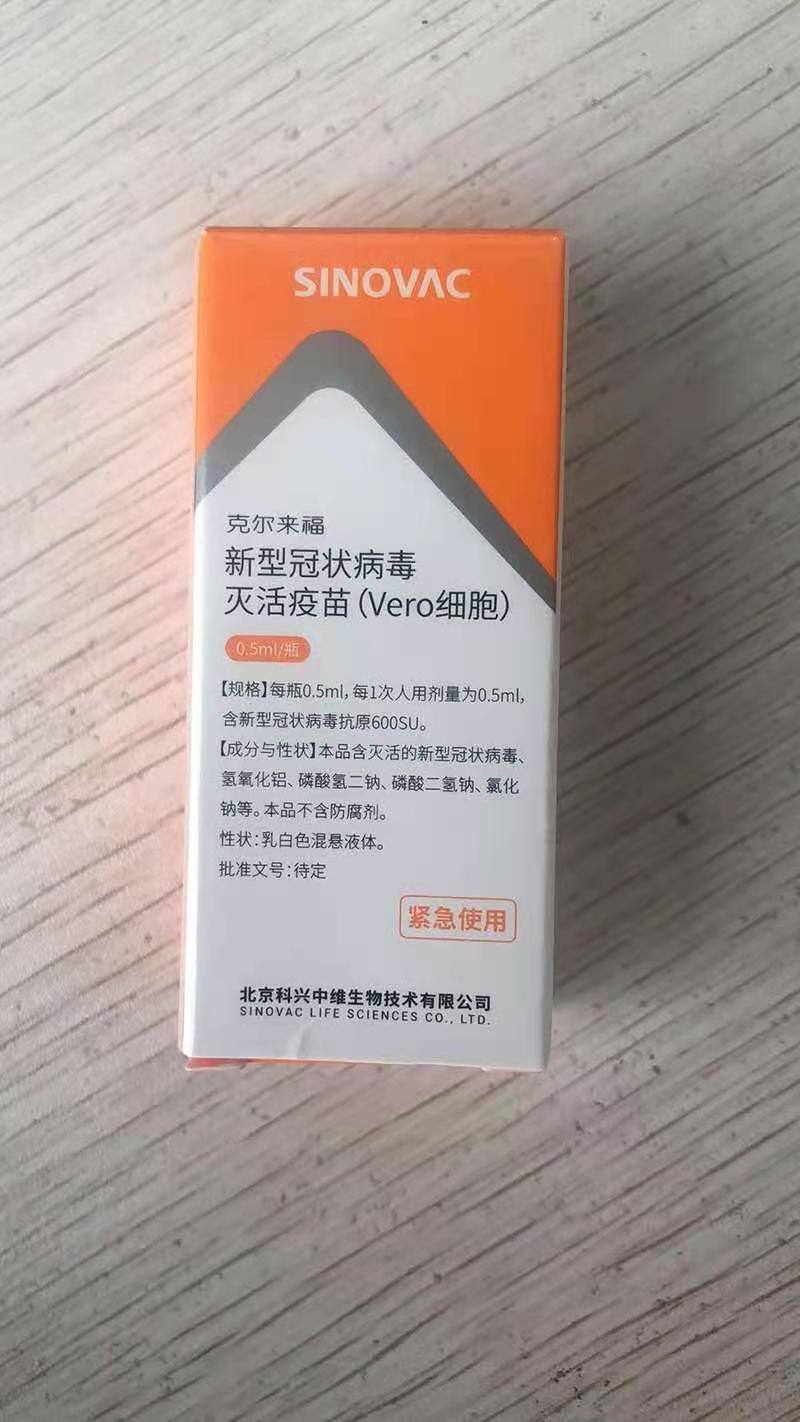 SINOVAC
克尔来福
新型冠状病毒
灭活疫苗(Vero细胞)
0.5ml/瓶
【规格】每瓶0.5ml,每1次人用剂量为0.5ml,
含新型冠状病毒抗原600SU。
【成分与性状】本品含灭活的新型冠状病毒、
氢氧化铝、磷酸氢二钠、磷酸二氢钠、氯化
钠等。本品不含防腐剂。
性状:乳白色混悬液体。
批准文号:待定
紧急使用
北京科兴中维生物技术有限公司
SINOVAC LIFE SCIENCES CO., LTD.